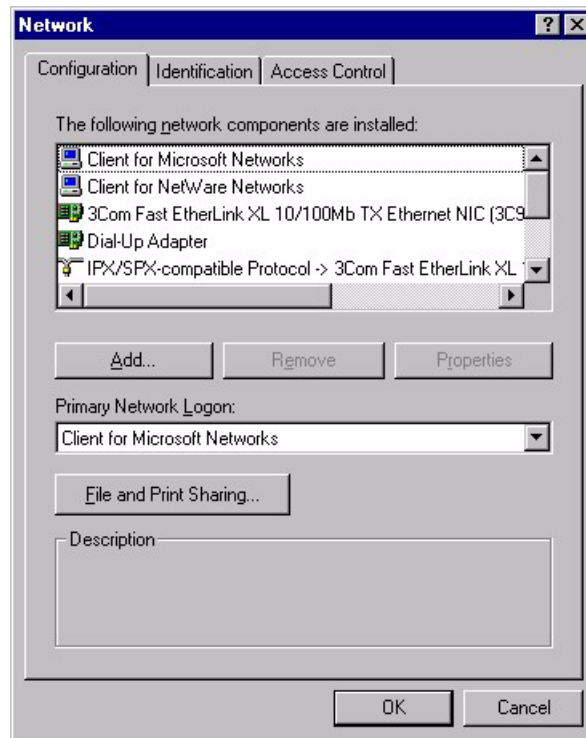 Network
Configuration Identification Access Control
The following network components are installed:
Client for Microsoft Networks
Client for NetWare Networks
3Com Fast EtherLink XL 10/100Mb TX Ethernet NIC (3C9
Dial-Up Adapter
IPX/SPX-compatible Protocol -> 3Com Fast EtherLink XL
Add... Remove Properties
Primary Network Logon:
Client for Microsoft Networks
File and Print Sharing...
Description
OK Cancel